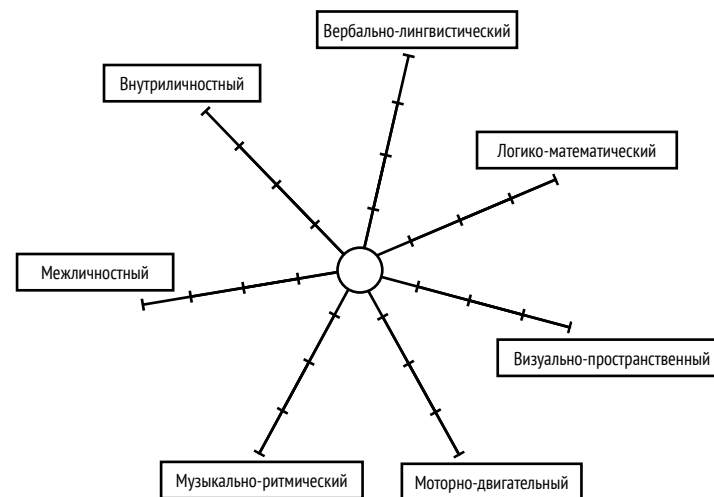 Вербально-лингвистический
Внутриличностный
Логико-математический
Межличностный
Визуально-пространственный
Музыкально-ритмический
Моторно-двигательный